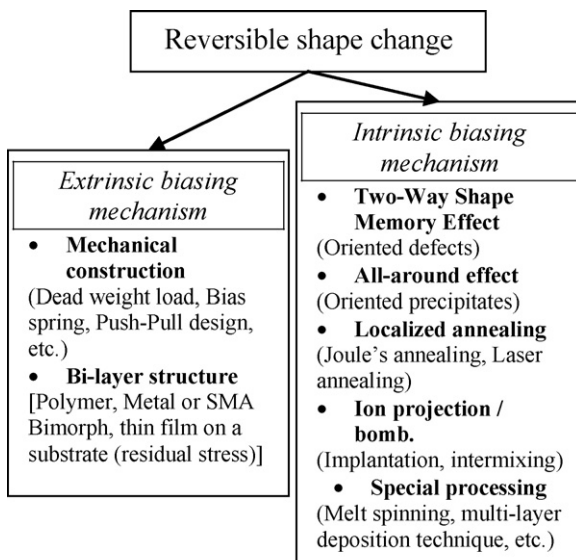 Reversible shape change
Extrinsic biasing
mechanism
• Mechanical
construction
(Dead weight load, Bias
spring, Push-Pull design,
etc.)
• Bi-layer structure
[Polymer, Metal or SMA
Bimorph, thin film on a
substrate (residual stress)]
Intrinsic biasing
mechanism
• Two-Way Shape
Memory Effect
(Oriented defects)
• All-around effect
(Oriented precipitates)
• Localized annealing
(Joule's annealing, Laser
annealing)
• Ion projection /
bomb.
(Implantation, intermixing)
• Special processing
(Melt spinning, multi-layer
deposition technique, etc.)